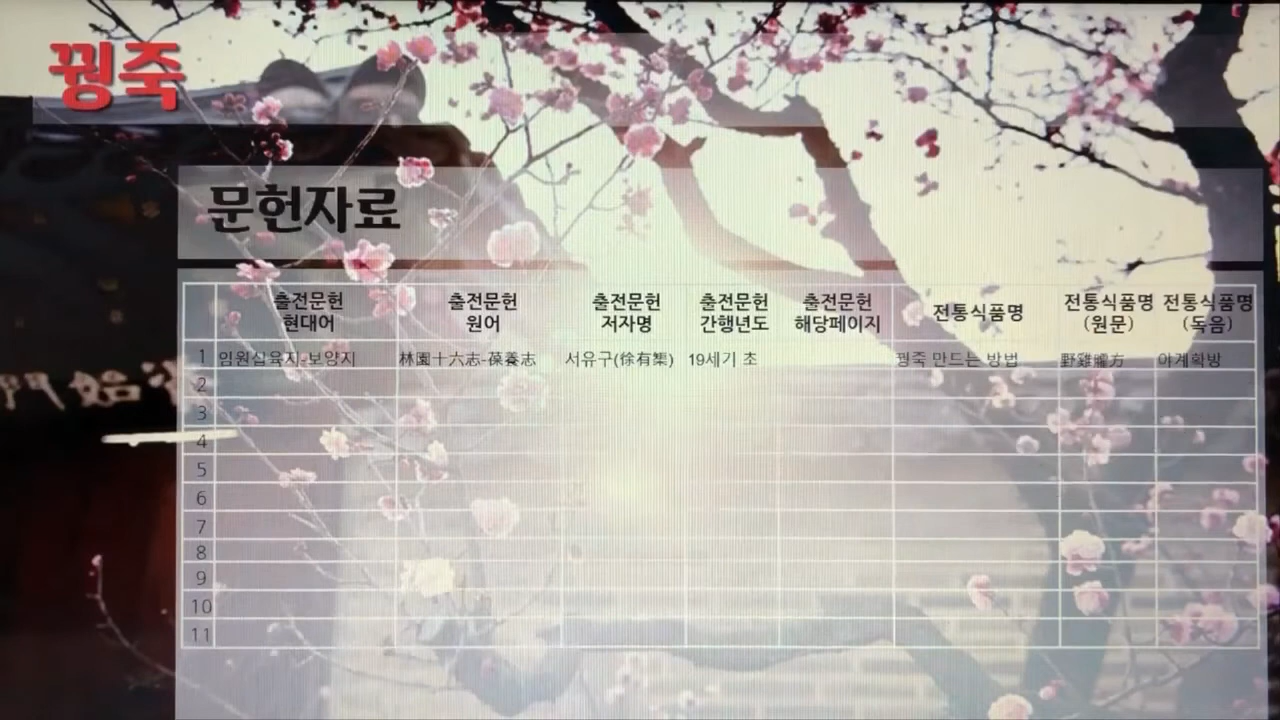 꿩죽
문헌자료
출전문헌 현대어 출전문헌 원어 출전문헌 저자명 출전문헌 간행년도 출전문헌 해당페이지 전통식품명 전통식품명 (원문) 전통식품명 (독음)
1 임원십육지-보양지 林園十六志-葆養志 서유구(徐有榘) 19세기 초 꿩죽 만드는 방법 野雞臛方 야계확방
2
3
4
5
6
7
8
9
10
11